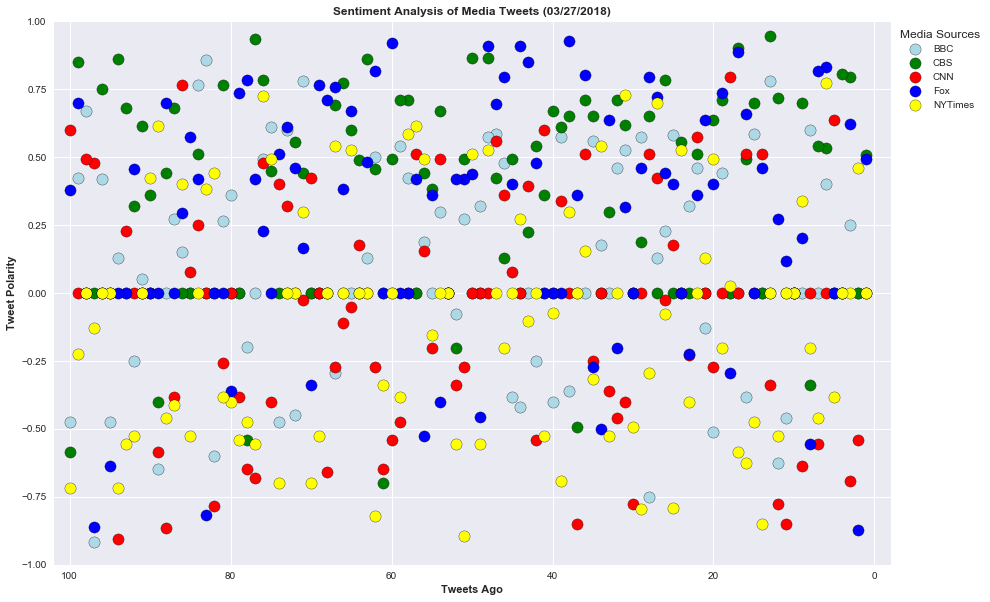 Sentiment Analysis of Media Tweets (03/27/2018)
Media Sources
BBC
CBS
CNN
Fox
NYTimes
1.00
0.75
0.50
0.25
0.00
−0.25
−0.50
−0.75
−1.00
Tweet Polarity
100 80 60 40 20 0
Tweets Ago